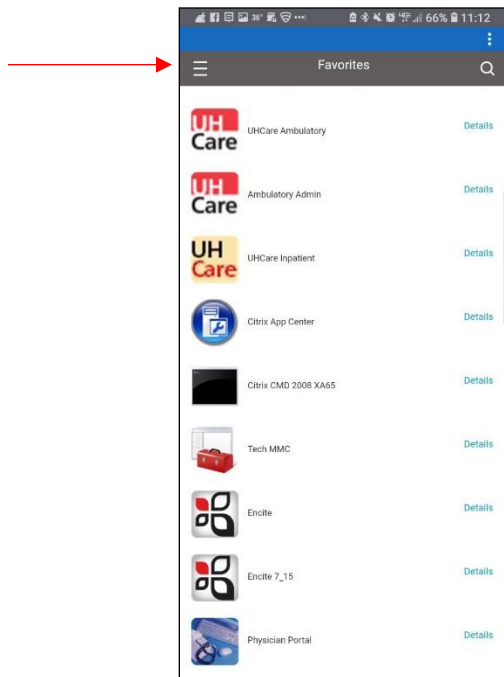 36° 66% 11:12
Favorites
UH Care UHCare Ambulatory Details
UH Care Ambulatory Admin Details
UH Care UHCare Inpatient Details
Citrix App Center Details
Citrix CMD 2008 XA65 Details
Tech MMC Details
Encite Details
Encite 7_15 Details
Physician Portal Details